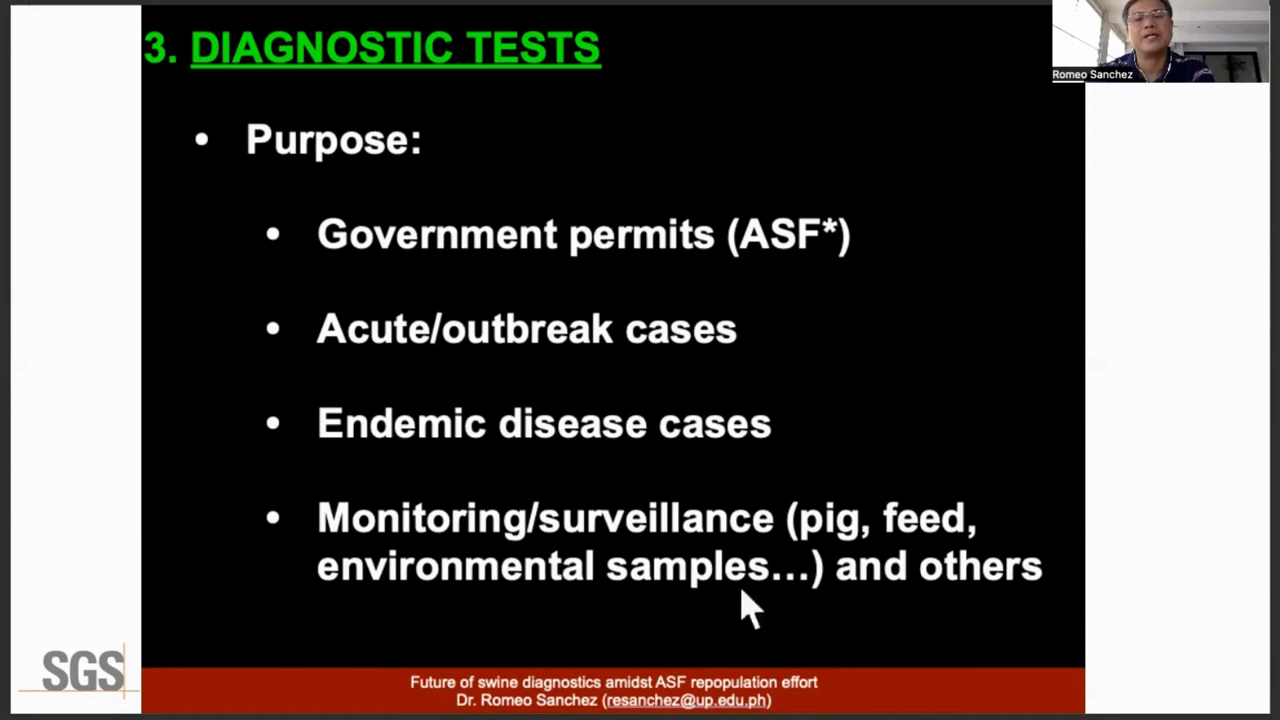 3. DIAGNOSTIC TESTS
Romeo Sanchez
• Purpose:
• Government permits (ASF*)
• Acute/outbreak cases
• Endemic disease cases
• Monitoring/surveillance (pig, feed,
environmental samples...) and others
SGS
Future of swine diagnostics amidst ASF repopulation effort
Dr. Romeo Sanchez (resanchez@up.edu.ph)